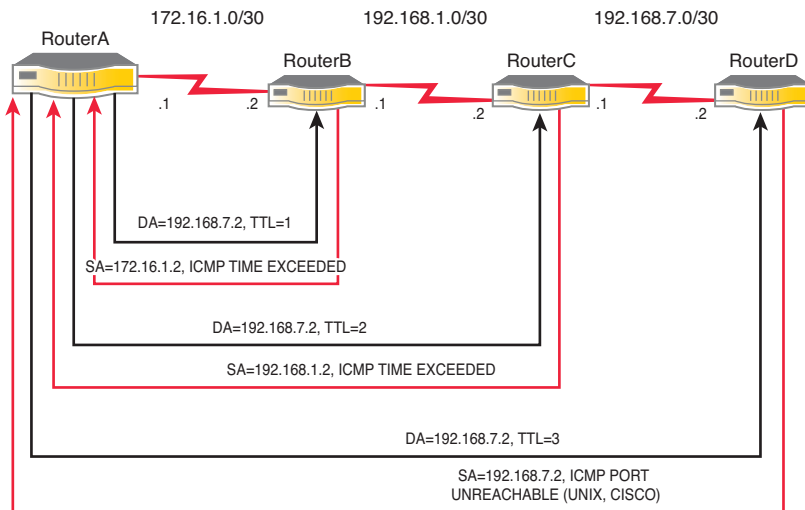 172.16.1.0/30 192.168.1.0/30 192.168.7.0/30
RouterA RouterB RouterC RouterD
.1 .2 .1 .2 .1 .2
DA=192.168.7.2, TTL=1
SA=172.16.1.2, ICMP TIME EXCEEDED
DA=192.168.7.2, TTL=2
SA=192.168.1.2, ICMP TIME EXCEEDED
DA=192.168.7.2, TTL=3
SA=192.168.7.2, ICMP PORT
UNREACHABLE (UNIX, CISCO)